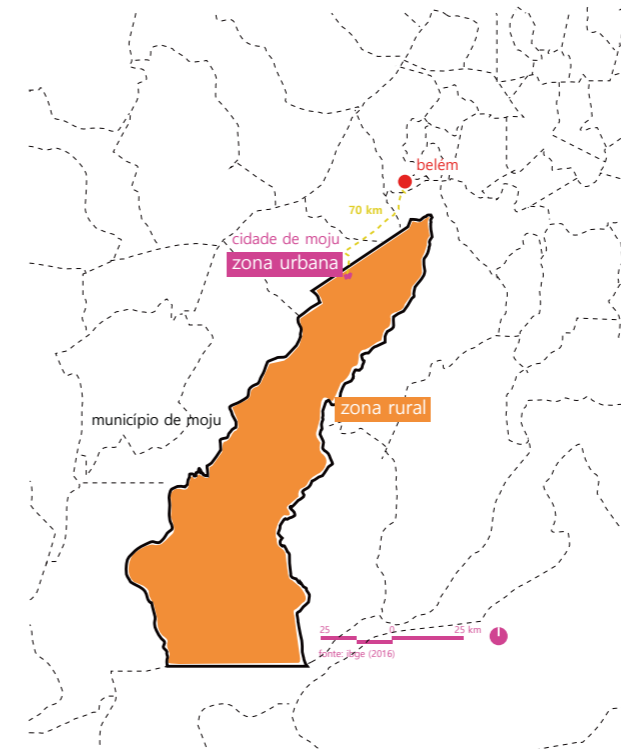 belém
70 km
cidade de moju
zona urbana
zona rural
município de moju
25 0 25 km
fonte: ibge (2016)